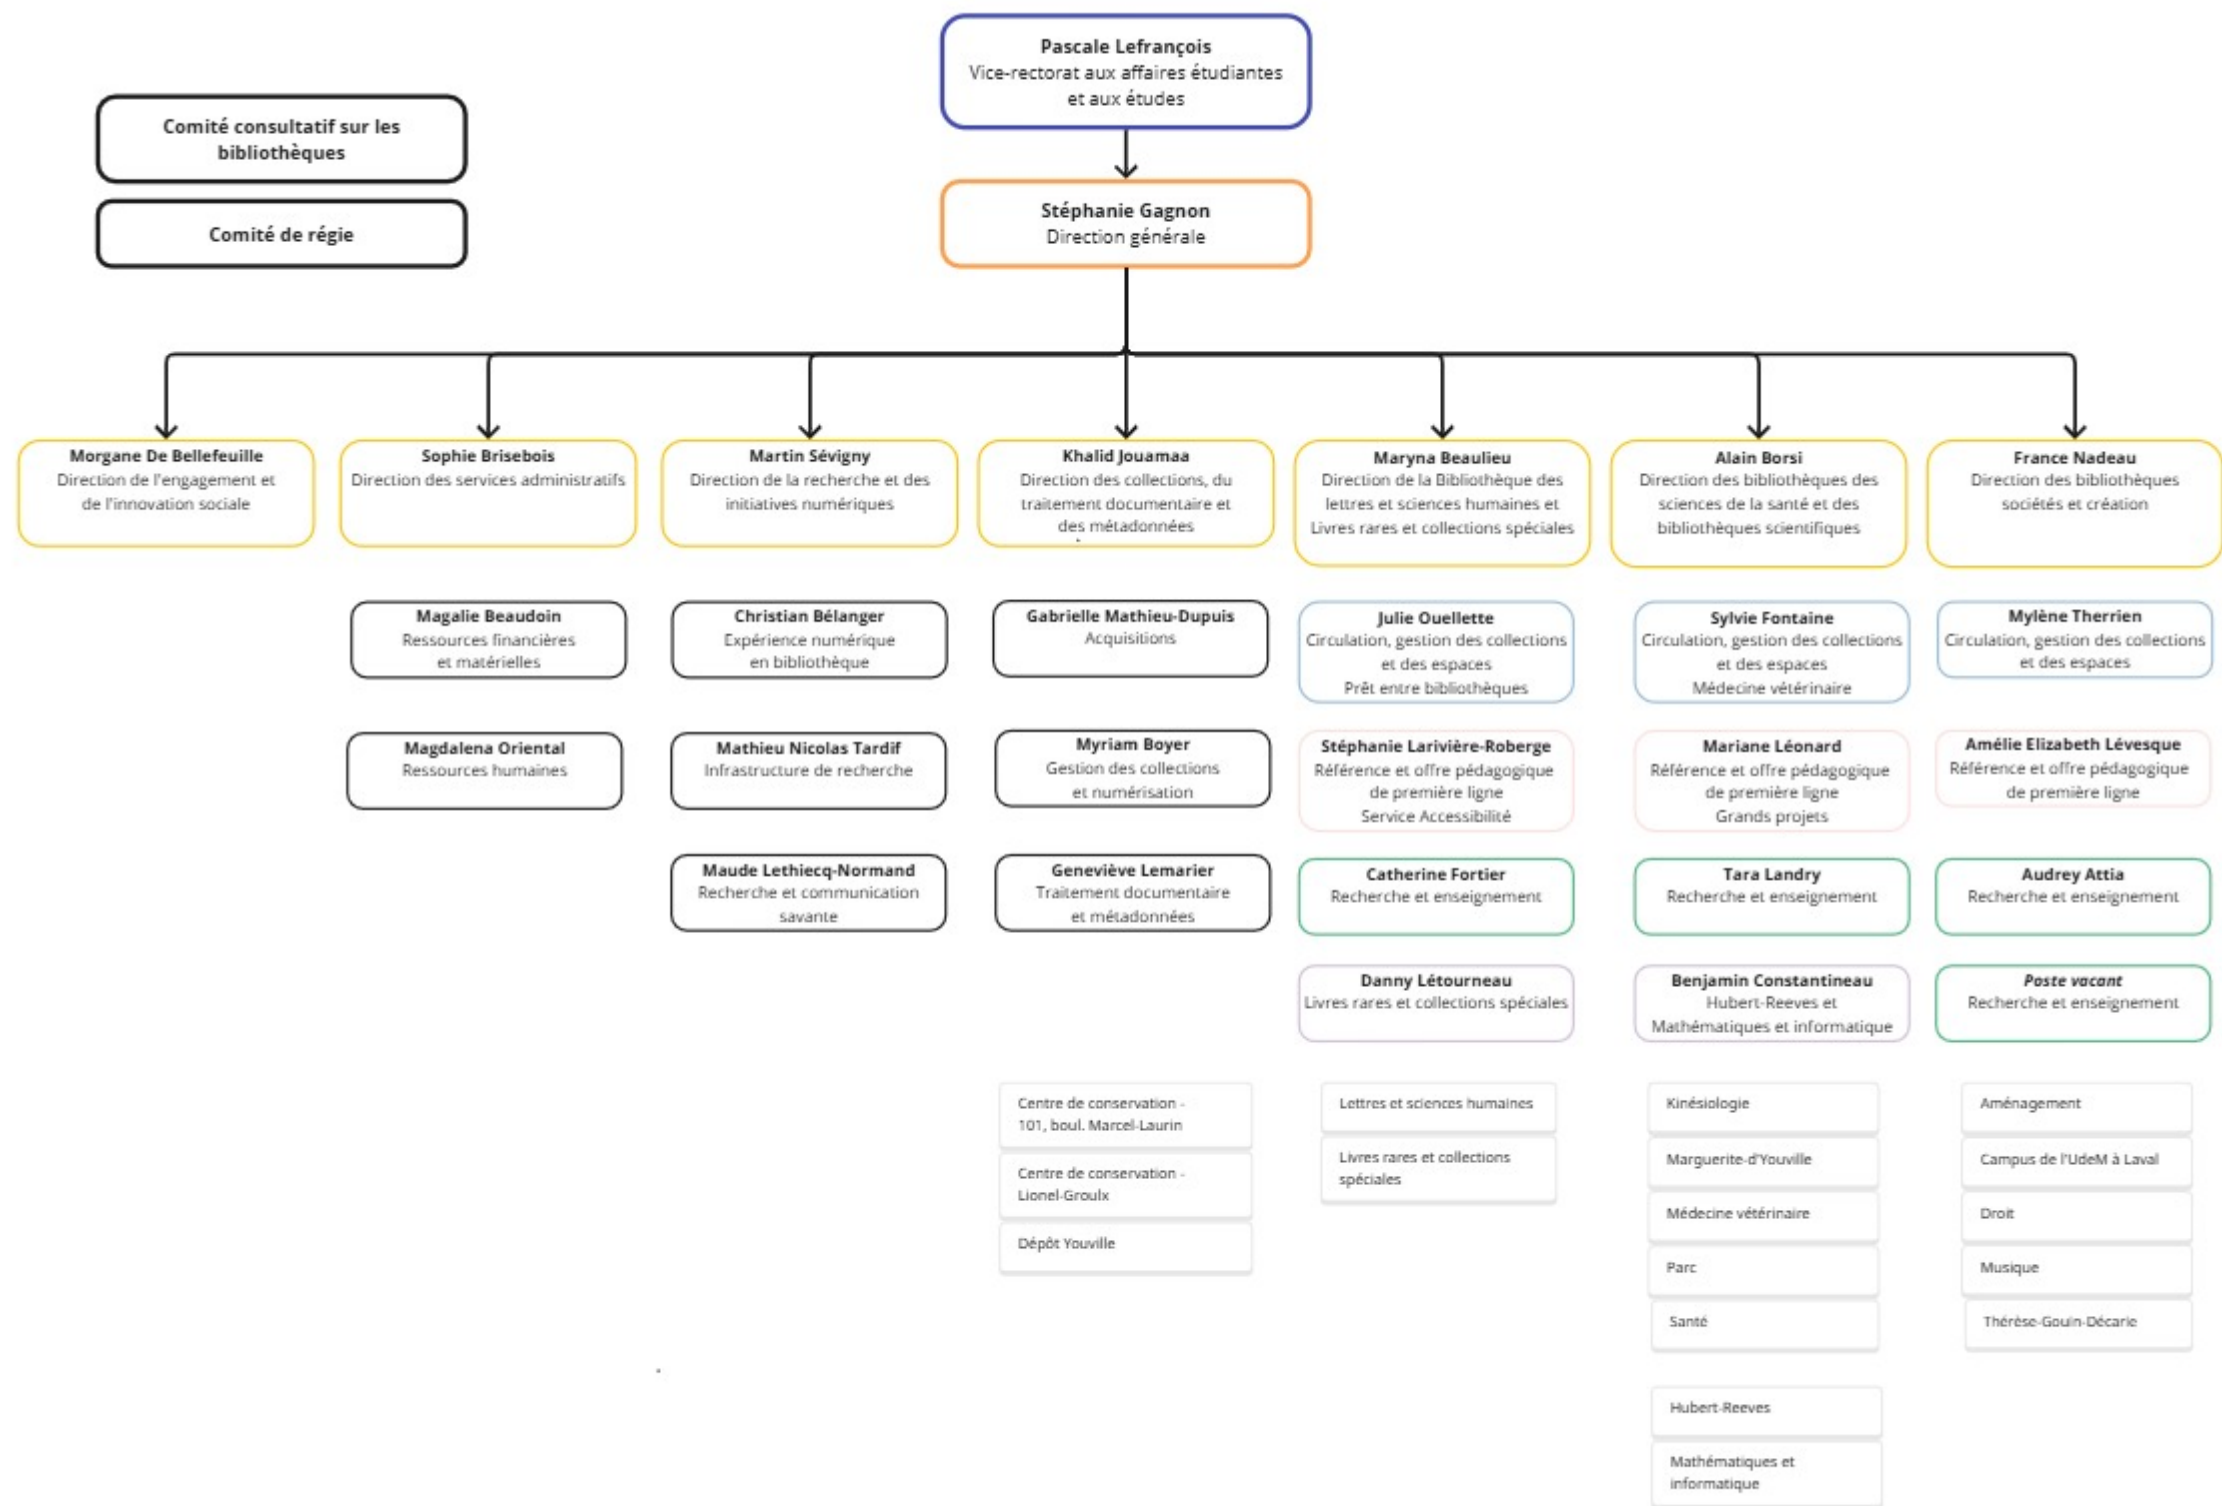 Pascale Lefrançois
Vice-rectorat aux affaires étudiantes
et aux études
Comité consultatif sur les
bibliothèques
Comité de régie
Stéphanie Gagnon
Direction générale
Morgane De Bellefeuille
Direction de l'engagement et
de l'innovation sociale
Sophie Brisebois
Direction des services administratifs
Martin Sévigny
Direction de la recherche et des
initiatives numériques
Khalid Jouamaa
Direction des collections, du
traitement documentaire et
des métadonnées
Maryna Beaulieu
Direction de la Bibliothèque des
lettres et sciences humaines et
Livres rares et collections spéciales
Alain Borsi
Direction des bibliothèques des
sciences de la santé et des
bibliothèques scientifiques
France Nadeau
Direction des bibliothèques
sociétés et création
Magalie Beaudoin
Ressources financières
et matérielles
Magdalena Oriental
Ressources humaines
Christian Bélanger
Expérience numérique
en bibliothèque
Mathieu Nicolas Tardif
Infrastructure de recherche
Maude Lethiecq-Normand
Recherche et communication
savante
Gabrielle Mathieu-Dupuis
Acquisitions
Myriam Boyer
Gestion des collections
et numérisation
Geneviève Lemarier
Traitement documentaire
et métadonnées
Centre de conservation -
101, boul. Marcel-Laurin
Centre de conservation -
Lionel-Groulx
Dépôt Youville
Julie Ouellette
Circulation, gestion des collections
et des espaces
Prêt entre bibliothèques
Stéphanie Larivière-Roberge
Référence et offre pédagogique
de première ligne
Service Accessibilité
Catherine Fortier
Recherche et enseignement
Danny Létourneau
Livres rares et collections spéciales
Lettres et sciences humaines
Livres rares et collections
spéciales
Sylvie Fontaine
Circulation, gestion des collections
et des espaces
Médecine vétérinaire
Mariane Léonard
Référence et offre pédagogique
de première ligne
Grands projets
Tara Landry
Recherche et enseignement
Benjamin Constantineau
Hubert-Reeves et
Mathématiques et informatique
Kinésiologie
Marguerite-d'Youville
Médecine vétérinaire
Parc
Santé
Hubert-Reeves
Mathématiques et
informatique
Mylène Therrien
Circulation, gestion des collections
et des espaces
Amélie Elizabeth Lévesque
Référence et offre pédagogique
de première ligne
Audrey Attia
Recherche et enseignement
Poste vacant
Recherche et enseignement
Aménagement
Campus de l'UdeM à Laval
Droit
Musique
Thérèse-Gouin-Décarie